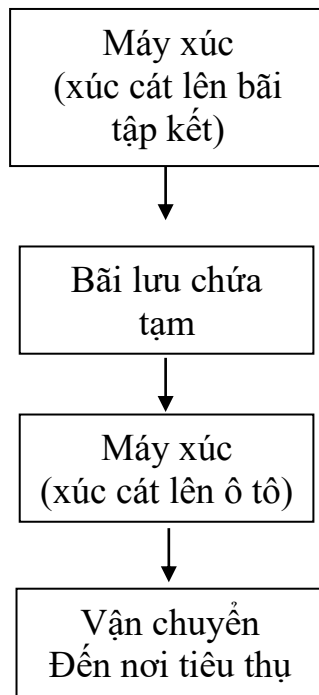 Máy xúc
(xúc cát lên bãi
tập kết)
Bãi lưu chứa
tạm
Máy xúc
(xúc cát lên ô tô)
Vận chuyển
Đến nơi tiêu thụ